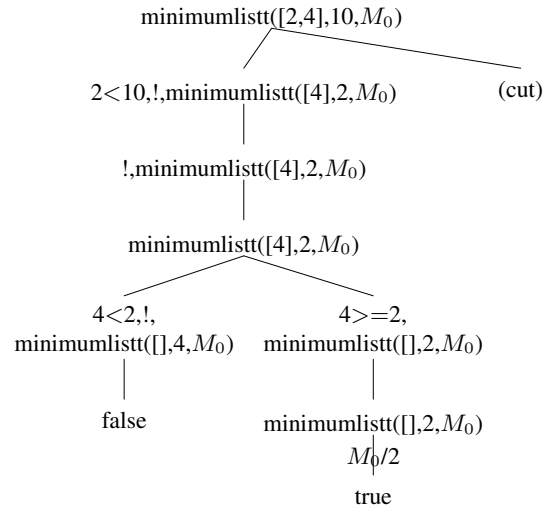 minimumlistt([2,4],10,M₀)
2<10,!,minimumlistt([4],2,M₀)
(cut)
!,minimumlistt([4],2,M₀)
minimumlistt([4],2,M₀)
4<2,!,
minimumlistt([],4,M₀)
4>=2,
minimumlistt([],2,M₀)
false
minimumlistt([],2,M₀)
M₀/2
true